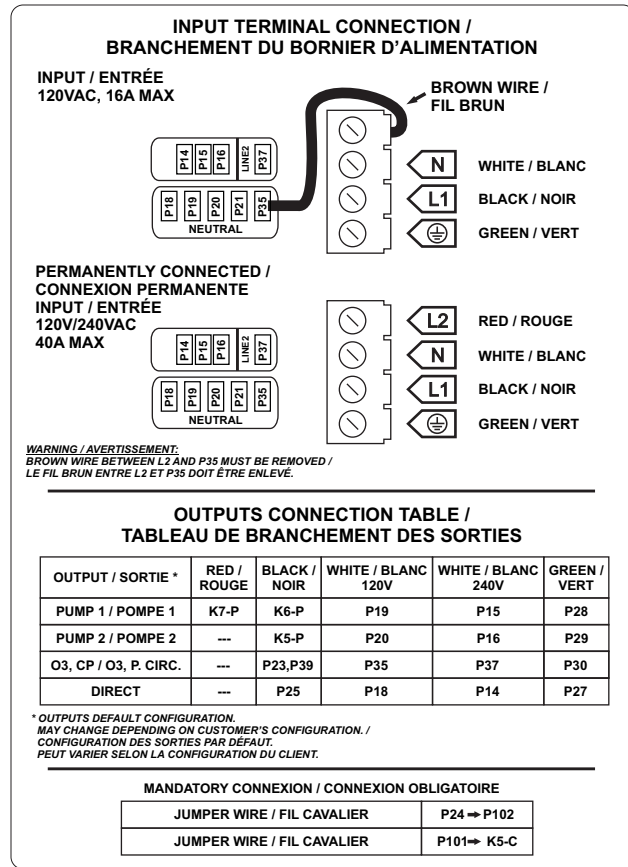 INPUT TERMINAL CONNECTION /
BRANCHEMENT DU BORNIER D'ALIMENTATION
INPUT / ENTRÉE
120VAC, 16A MAX
BROWN WIRE /
FIL BRUN
P14 P15 P16 LINE2 P37
P18 P19 P20 P21 P35
NEUTRAL
N WHITE / BLANC
L1 BLACK / NOIR
GREEN / VERT
PERMANENTLY CONNECTED /
CONNEXION PERMANENTE
INPUT / ENTRÉE
120V/240VAC
40A MAX
P14 P15 P16 LINE2 P37
P18 P19 P20 P21 P35
NEUTRAL
L2 RED / ROUGE
N WHITE / BLANC
L1 BLACK / NOIR
GREEN / VERT
WARNING / AVERTISSEMENT:
BROWN WIRE BETWEEN L2 AND P35 MUST BE REMOVED /
LE FIL BRUN ENTRE L2 ET P35 DOIT ÊTRE ENLEVÉ.
OUTPUTS CONNECTION TABLE /
TABLEAU DE BRANCHEMENT DES SORTIES
OUTPUT / SORTIE * RED / ROUGE BLACK / NOIR WHITE / BLANC 120V WHITE / BLANC 240V GREEN / VERT
PUMP 1 / POMPE 1 K7-P K6-P P19 P15 P28
PUMP 2 / POMPE 2 --- K5-P P20 P16 P29
O3, CP / O3, P. CIRC. --- P23,P39 P35 P37 P30
DIRECT --- P25 P18 P14 P27
* OUTPUTS DEFAULT CONFIGURATION.
MAY CHANGE DEPENDING ON CUSTOMER'S CONFIGURATION. /
CONFIGURATION DES SORTIES PAR DÉFAUT.
PEUT VARIER SELON LA CONFIGURATION DU CLIENT.
MANDATORY CONNEXION / CONNEXION OBLIGATOIRE
JUMPER WIRE / FIL CAVALIER P24 → P102
JUMPER WIRE / FIL CAVALIER P101→ K5-C